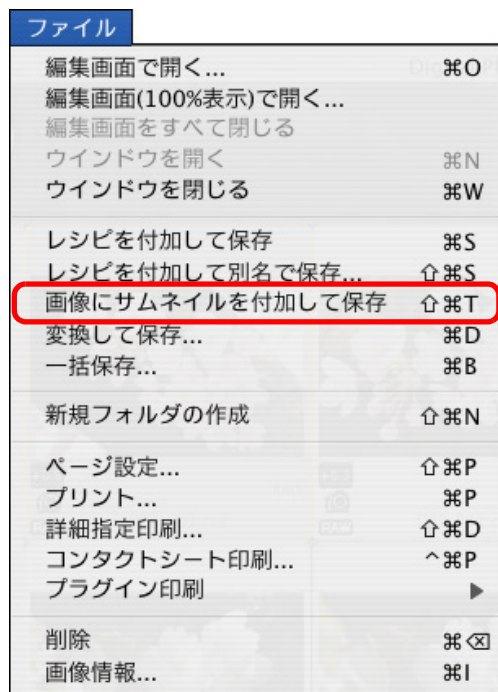 ファイル
編集画面で開く... ⌘O
編集画面(100%表示)で開く...
編集画面をすべて閉じる
ウインドウを開く ⌘N
ウインドウを閉じる ⌘W
レシピを付加して保存 ⌘S
レシピを付加して別名で保存... ⇧⌘S
画像にサムネイルを付加して保存 ⇧⌘T
変換して保存... ⌘D
一括保存... ⌘B
新規フォルダの作成 ⇧⌘N
ページ設定... ⇧⌘P
プリント... ⌘P
詳細指定印刷... ⇧⌘D
コンタクトシート印刷... ^⌘P
プラグイン印刷 ▶
削除 ⌘⌫
画像情報... ⌘I